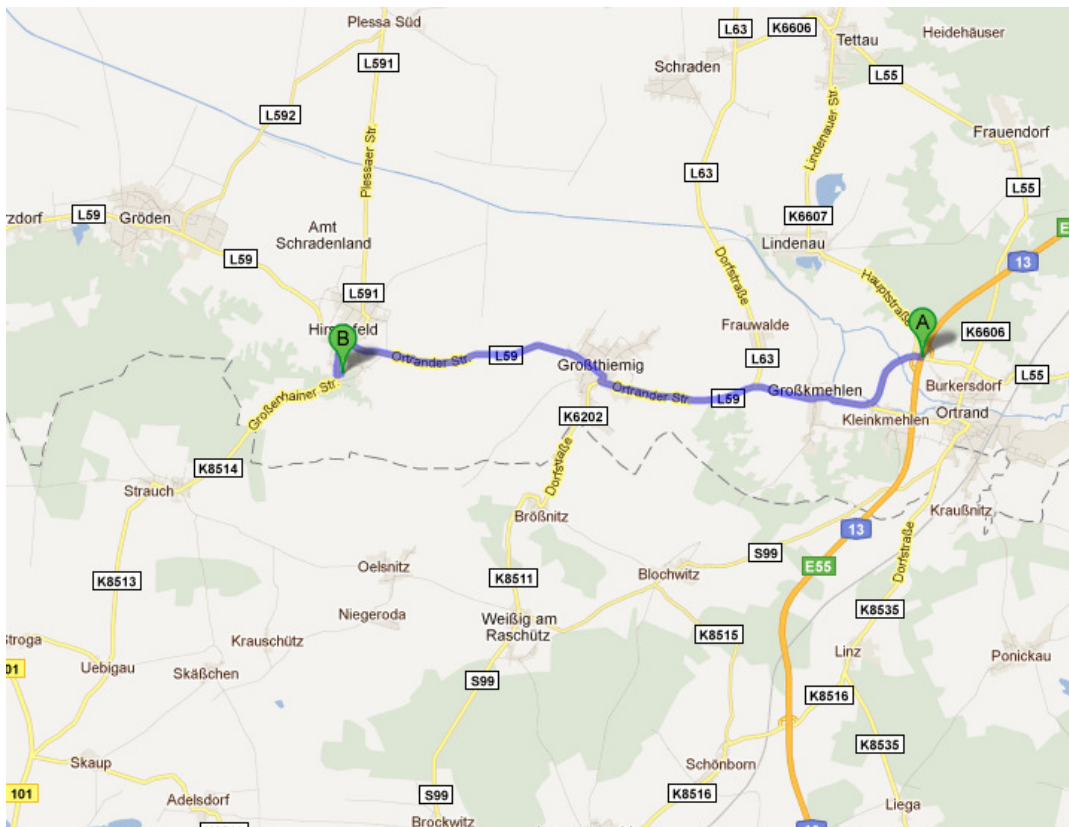 Plessa Süd
L63
K6606
Tettau
Heidehäuser
L591
Schraden
L55
L592
Plessaer Str.
Lindenauer Str.
Frauendorf
L63
L55
L59
Gröden
K6607
Amt
Schradenland
Lindenau
L59
Dorfstraße
Hauptstraße
13
L591
A
Frauwalde
K6606
B
Ortrander Str.
L59
L63
Großthiemig
Großkmehlen
Burkersdorf
L55
Großenhainer Str.
Ortrander Str.
L59
Kleinkmehlen
Ortrand
K6202
K8514
Dorfstraße
Strauch
Brößnitz
Kraußnitz
13
S99
Dorfstraße
Oelsnitz
E55
K8513
K8511
Blochwitz
Niegeroda
K8535
Weißig am
Raschütz
Krauschütz
K8515
Stroga
Linz
Ponickau
Uebigau
Skäßchen
S99
K8516
K8535
Skaup
Schönborn
101
K8516
S99
Adelsdorf
Liega
Brockwitz